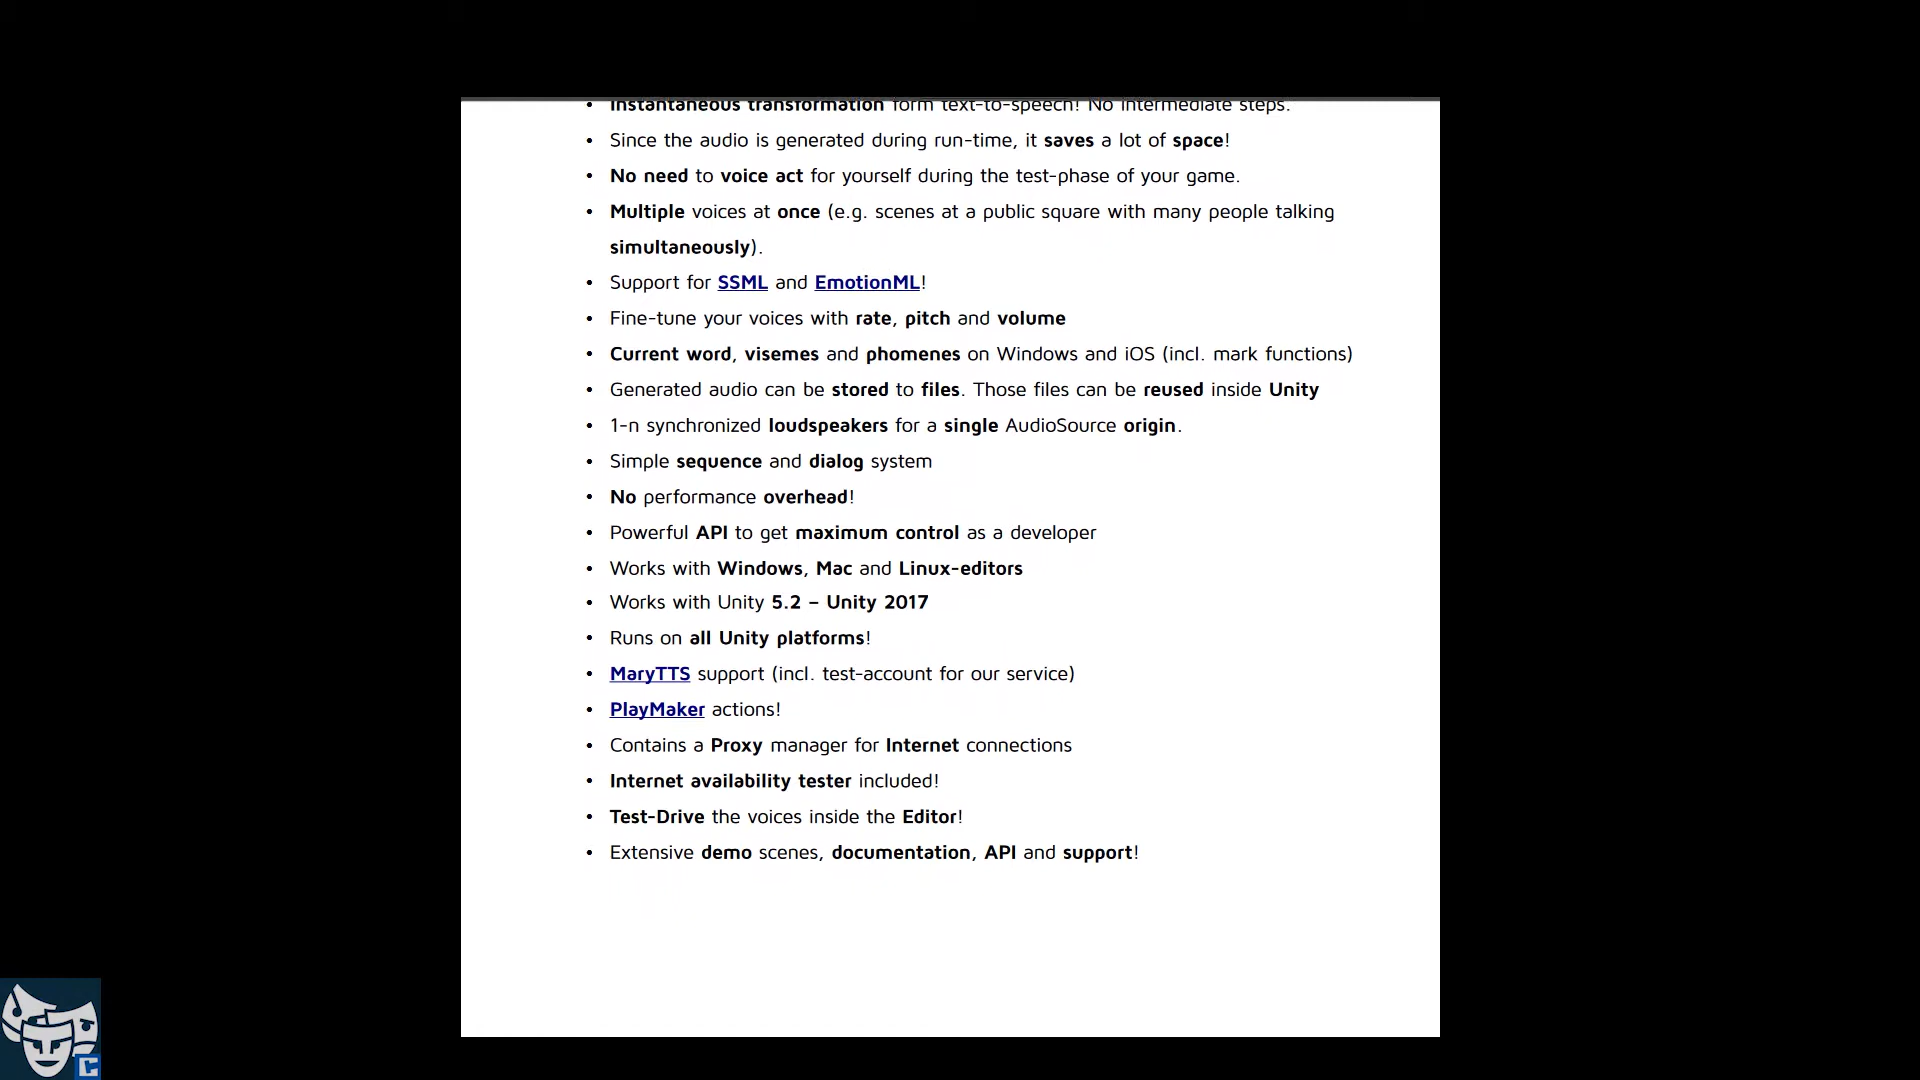 • Instantaneous transformation form text-to-speech! No intermediate steps.
• Since the audio is generated during run-time, it saves a lot of space!
• No need to voice act for yourself during the test-phase of your game.
• Multiple voices at once (e.g. scenes at a public square with many people talking
simultaneously).
• Support for SSML and EmotionML!
• Fine-tune your voices with rate, pitch and volume
• Current word, visemes and phomenes on Windows and iOS (incl. mark functions)
• Generated audio can be stored to files. Those files can be reused inside Unity
• 1-n synchronized loudspeakers for a single AudioSource origin.
• Simple sequence and dialog system
• No performance overhead!
• Powerful API to get maximum control as a developer
• Works with Windows, Mac and Linux-editors
• Works with Unity 5.2 – Unity 2017
• Runs on all Unity platforms!
• MaryTTS support (incl. test-account for our service)
• PlayMaker actions!
• Contains a Proxy manager for Internet connections
• Internet availability tester included!
• Test-Drive the voices inside the Editor!
• Extensive demo scenes, documentation, API and support!